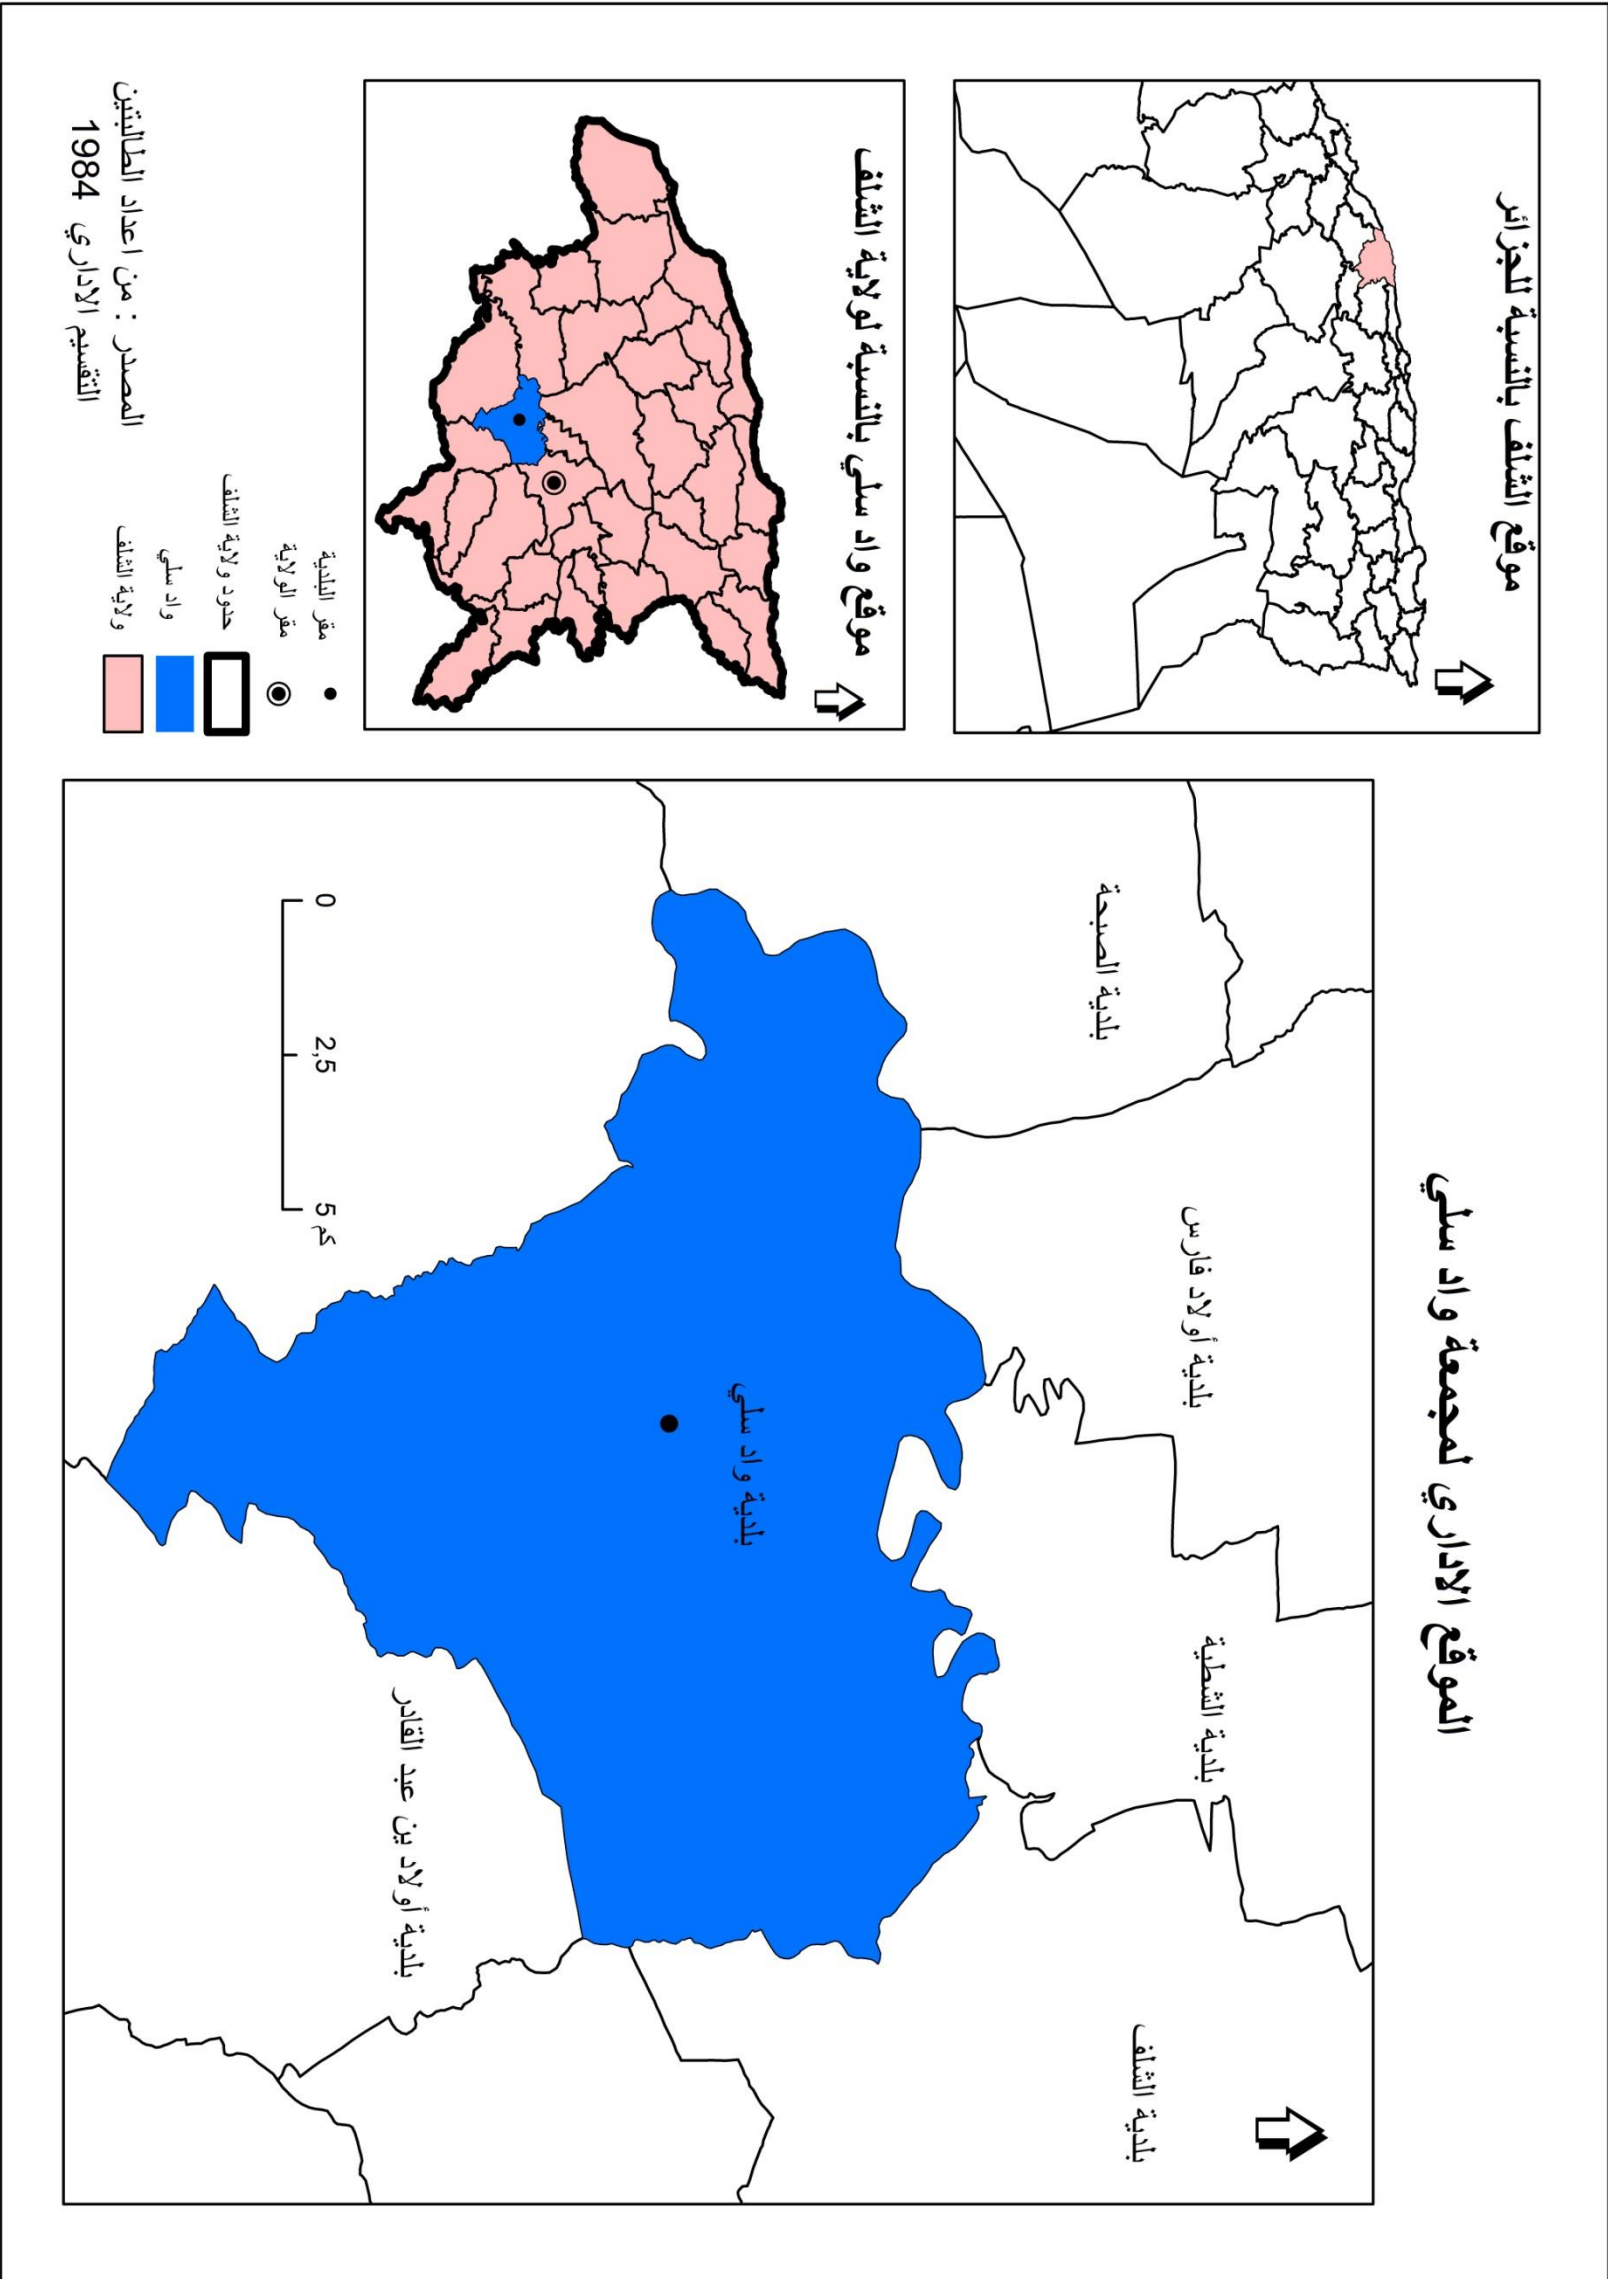 الموقع الاداري لمجمعة واد سلي
موقع الشلف بالنسبة للجزائر
موقع واد سلي بالنسبة لولاية الشلف
بلدية الصبحة
بلدية أولاد فارس
بلدية الشطية
بلدية الشلف
بلدية واد سلي
بلدية أولاد بن عبد القادر
0 2,5 5 كم
مقر البلدية
مقر الولاية
حدود ولاية الشلف
واد سلي
ولاية الشلف
المصدر : من اعداد الطالبتين
التقسيم الاداري 1984